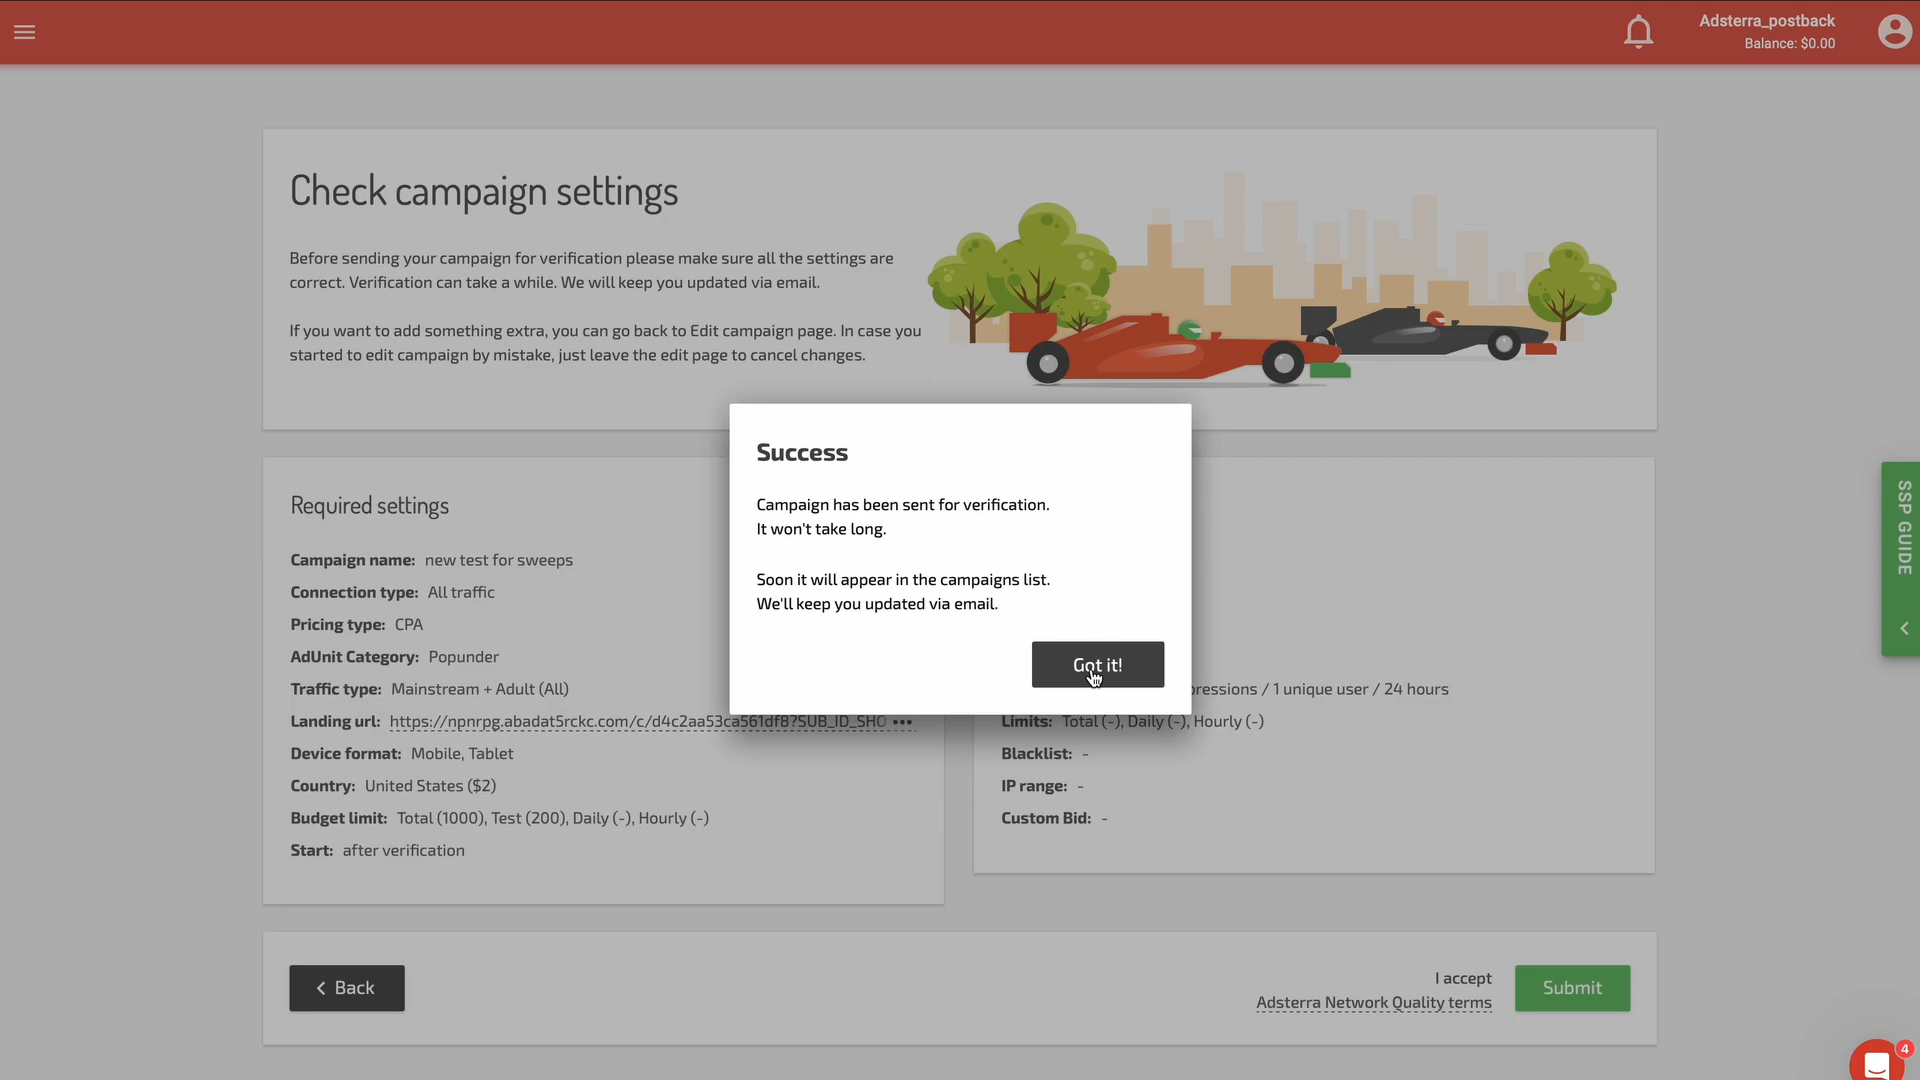 Adsterra_postback
Balance: $0.00
Check campaign settings
Before sending your campaign for verification please make sure all the settings are
correct. Verification can take a while. We will keep you updated via email.
If you want to add something extra, you can go back to Edit campaign page. In case you
started to edit campaign by mistake, just leave the edit page to cancel changes.
Success
Campaign has been sent for verification.
It won't take long.
Soon it will appear in the campaigns list.
We'll keep you updated via email.
Got it!
Required settings
Campaign name: new test for sweeps
Connection type: All traffic
Pricing type: CPA
AdUnit Category: Popunder
Traffic type: Mainstream + Adult (All)
Landing url: https://npnrpg.abadat5rckc.com/c/d4c2aa53ca561df8?SUB_ID_SHO •••
Device format: Mobile, Tablet
Country: United States ($2)
Budget limit: Total (1000), Test (200), Daily (-), Hourly (-)
Start: after verification
pressions / 1 unique user / 24 hours
Limits: Total (-), Daily (-), Hourly (-)
Blacklist: -
IP range: -
Custom Bid: -
SSP GUIDE
Back
I accept
Adsterra Network Quality terms
Submit
4